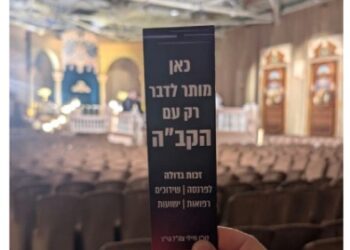 כאן
מותר לדבר
רק עם
הקב"ה
זכות גדולה
לפרנסה | שידוכים
רפואות | ישועות